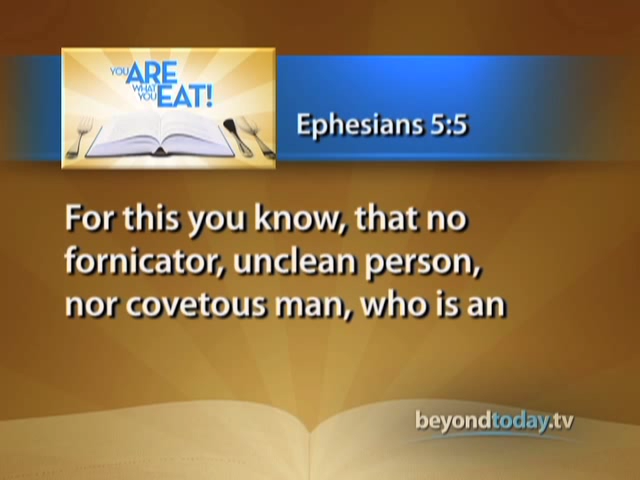 YOU ARE
WHAT
YOU EAT!
Ephesians 5:5
For this you know, that no
fornicator, unclean person,
nor covetous man, who is an
beyondtoday.tv